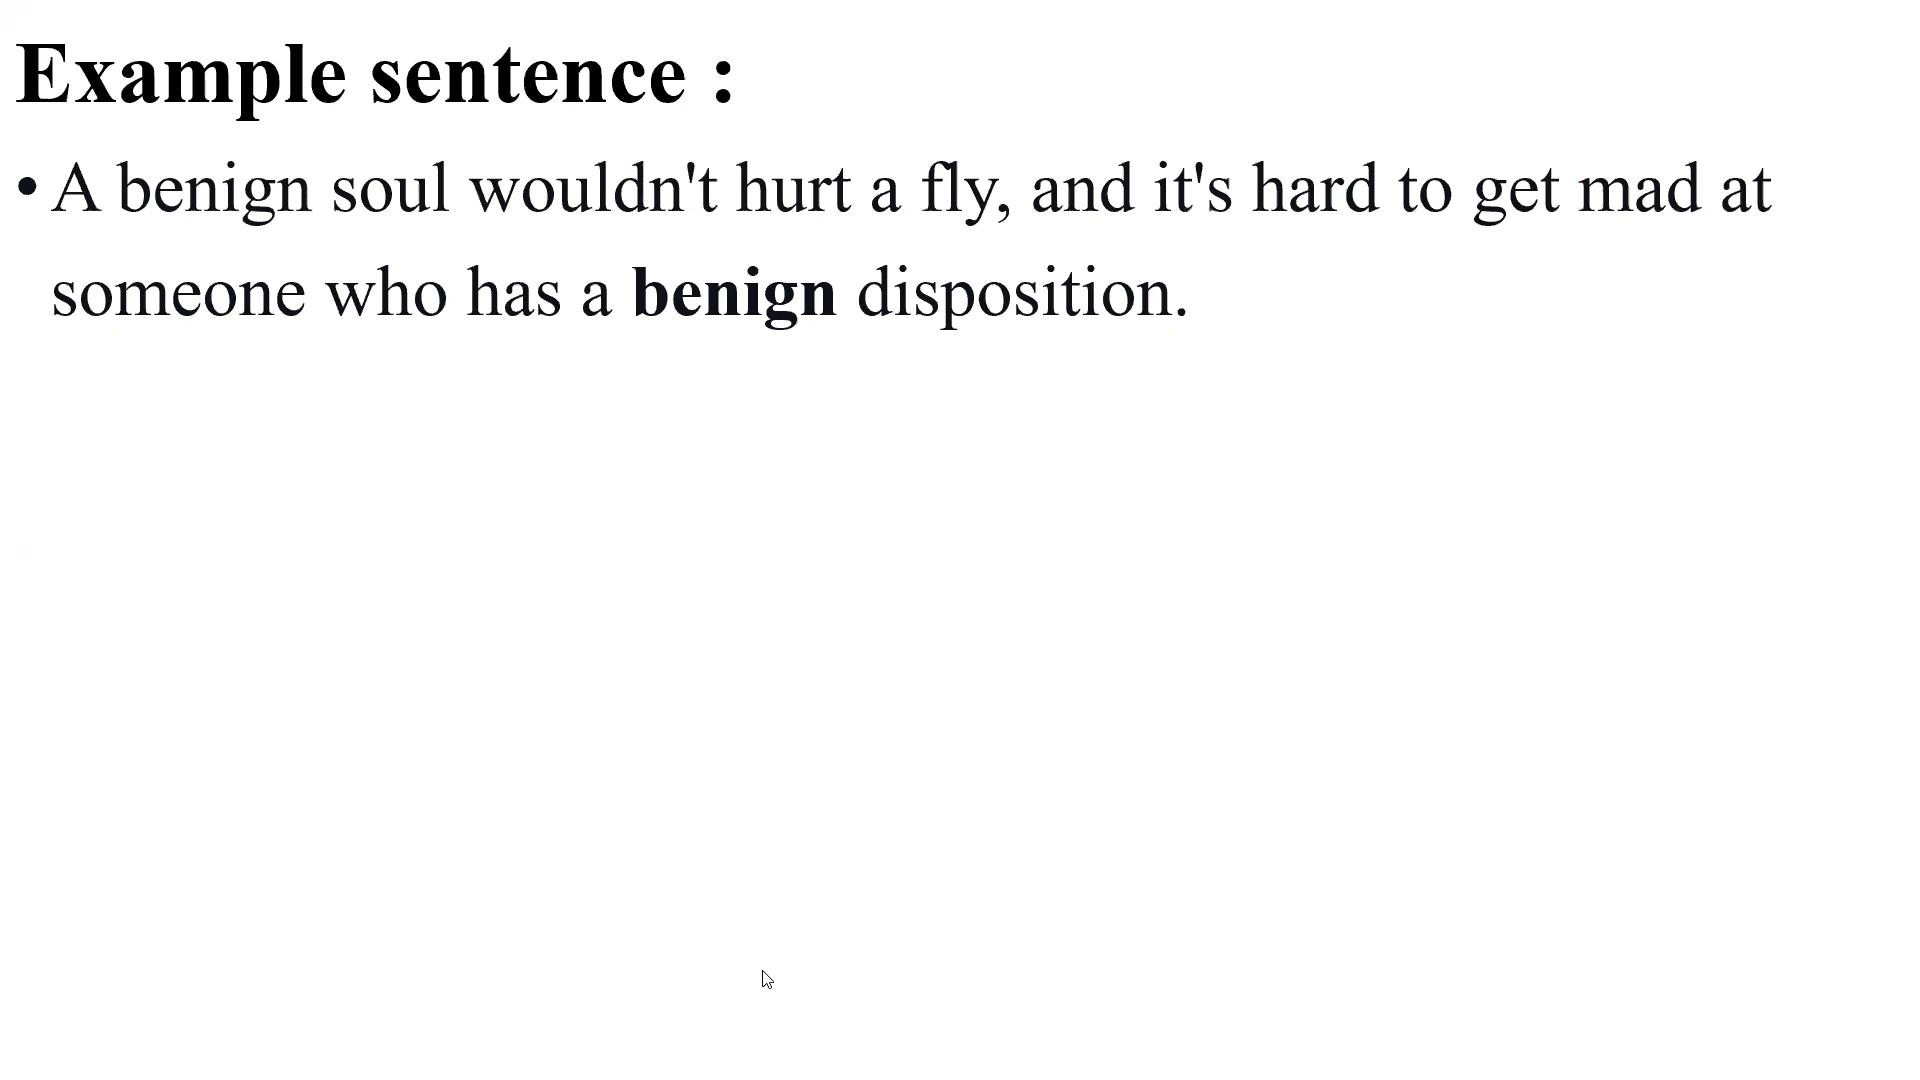 Example sentence :
• A benign soul wouldn't hurt a fly, and it's hard to get mad at
someone who has a benign disposition.